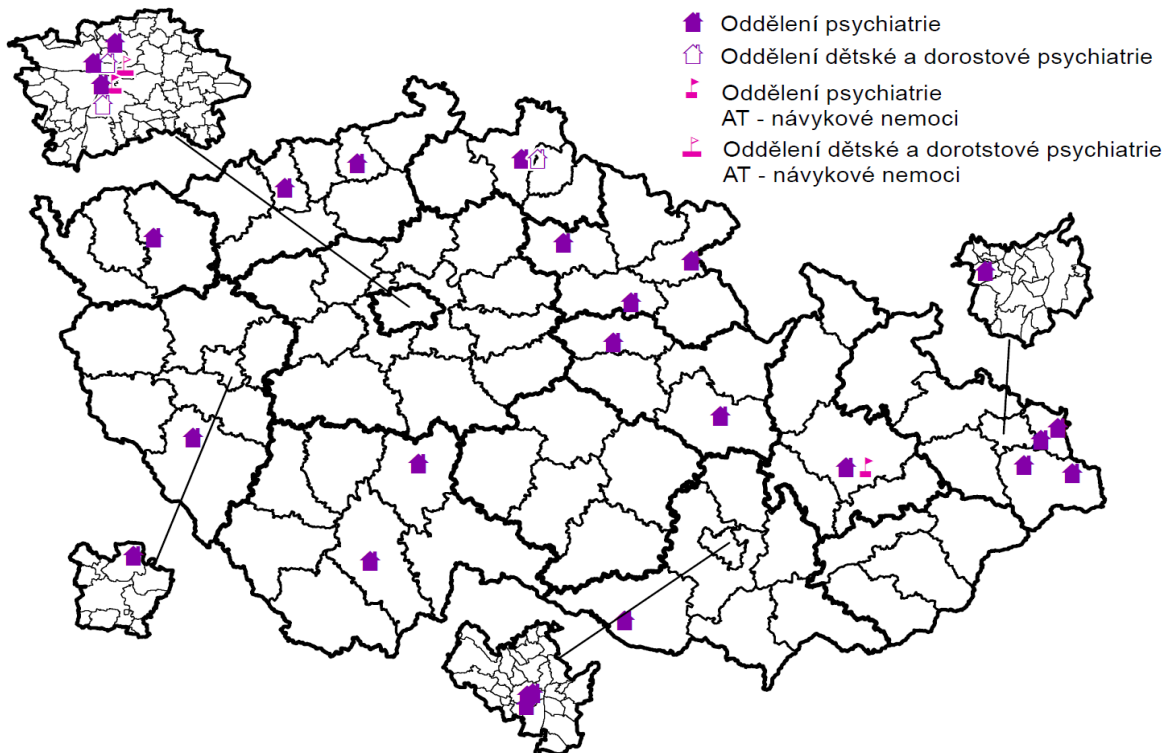 Oddělení psychiatrie
Oddělení dětské a dorostové psychiatrie
Oddělení psychiatrie
AT - návykové nemoci
Oddělení dětské a dorotstové psychiatrie
AT - návykové nemoci